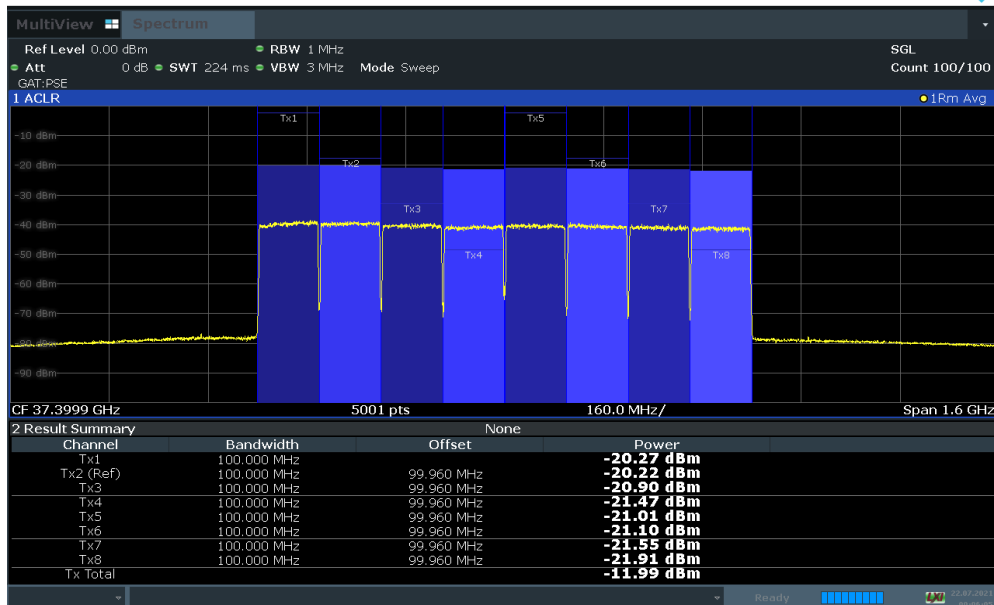 MultiView Spectrum
Ref Level 0.00 dBm RBW 1 MHz SGL
Att 0 dB SWT 224 ms VBW 3 MHz Mode Sweep Count 100/100
GAT:PSE
1 ACLR 1Rm Avg
Tx1 Tx5
-10 dBm
-20 dBm Tx2 Tx6
-30 dBm
Tx3 Tx7
-40 dBm
-50 dBm Tx4 Tx8
-60 dBm
-70 dBm
-80 dBm
-90 dBm
CF 37.3999 GHz 5001 pts 160.0 MHz/ Span 1.6 GHz
2 Result Summary None
Channel Bandwidth Offset Power
Tx1 100.000 MHz -20.27 dBm
Tx2 (Ref) 100.000 MHz 99.960 MHz -20.22 dBm
Tx3 100.000 MHz 99.960 MHz -20.90 dBm
Tx4 100.000 MHz 99.960 MHz -21.47 dBm
Tx5 100.000 MHz 99.960 MHz -21.01 dBm
Tx6 100.000 MHz 99.960 MHz -21.10 dBm
Tx7 100.000 MHz 99.960 MHz -21.55 dBm
Tx8 100.000 MHz 99.960 MHz -21.91 dBm
Tx Total -11.99 dBm
Ready 22.07.2021